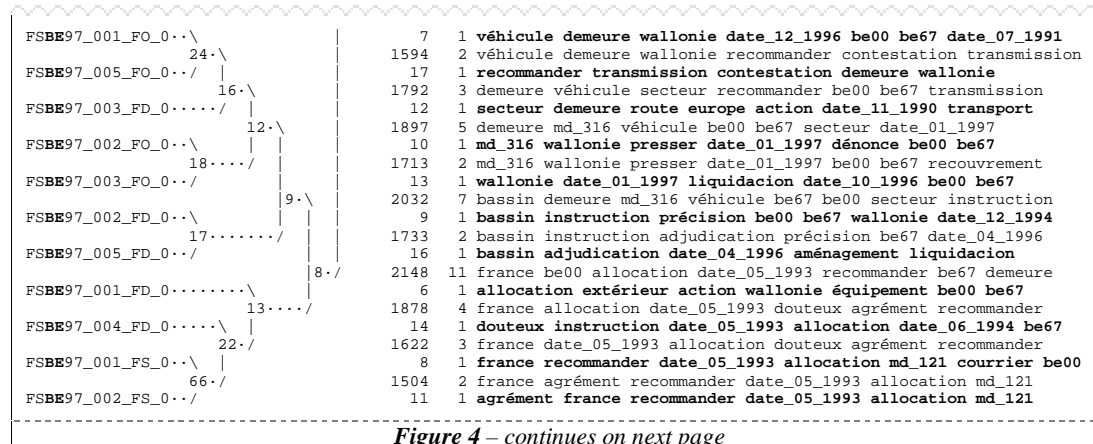 FSBE97_001_FO_0··\ | 7 1 véhicule demeure wallonie date_12_1996 be00 be67 date_07_1991
24·\ | 1594 2 véhicule demeure wallonie recommander contestation transmission
FSBE97_005_FO_0··/ | | 17 1 recommander transmission contestation demeure wallonie
16·\ | 1792 3 demeure véhicule secteur recommander be00 be67 transmission
FSBE97_003_FD_0·····/ | | 12 1 secteur demeure route europe action date_11_1990 transport
12·\ | 1897 5 demeure md_316 véhicule be00 be67 secteur date_01_1997
FSBE97_002_FO_0··\ | | | 10 1 md_316 wallonie presser date_01_1997 dénonce be00 be67
18····/ | | 1713 2 md_316 wallonie presser date_01_1997 be00 be67 recouvrement
FSBE97_003_FO_0··/ | | 13 1 wallonie date_01_1997 liquidacion date_10_1996 be00 be67
|9·\ | 2032 7 bassin demeure md_316 véhicule be67 be00 secteur instruction
FSBE97_002_FD_0··\ | | | 9 1 bassin instruction précision be00 be67 wallonie date_12_1994
17·······/ | | 1733 2 bassin instruction adjudication précision be67 date_04_1996
FSBE97_005_FD_0··/ | | 16 1 bassin adjudication date_04_1996 aménagement liquidacion
|8·/ 2148 11 france be00 allocation date_05_1993 recommander be67 demeure
FSBE97_001_FD_0········\ | 6 1 allocation extérieur action wallonie équipement be00 be67
13····/ 1878 4 france allocation date_05_1993 douteux agrément recommander
FSBE97_004_FD_0·····\ | 14 1 douteux instruction date_05_1993 allocation date_06_1994 be67
22·/ 1622 3 france date_05_1993 allocation douteux agrément recommander
FSBE97_001_FS_0··\ | 8 1 france recommander date_05_1993 allocation md_121 courrier be00
66·/ 1504 2 france agrément recommander date_05_1993 allocation md_121
FSBE97_002_FS_0··/ 11 1 agrément france recommander date_05_1993 allocation md_121
Figure 4 – continues on next page